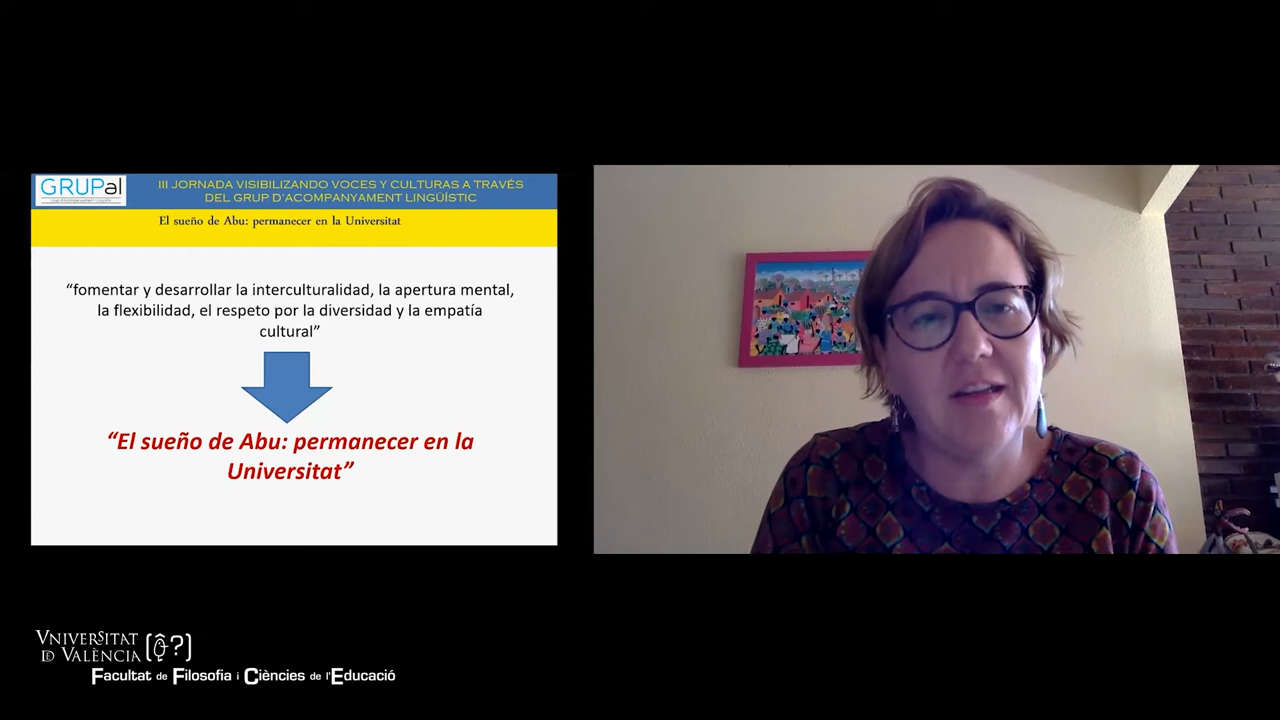 GRUPal
III JORNADA VISIBILIZANDO VOCES Y CULTURAS A TRAVÉS
DEL GRUP D'ACOMPANYAMENT LINGÜÍSTIC
El sueño de Abu: permanecer en la Universitat
“fomentar y desarrollar la interculturalidad, la apertura mental,
la flexibilidad, el respeto por la diversidad y la empatía
cultural”
“El sueño de Abu: permanecer en la
Universitat”
VNIVERSITAT
DE VALÈNCIA
Facultat de Filosofia i Ciències de l'Educació